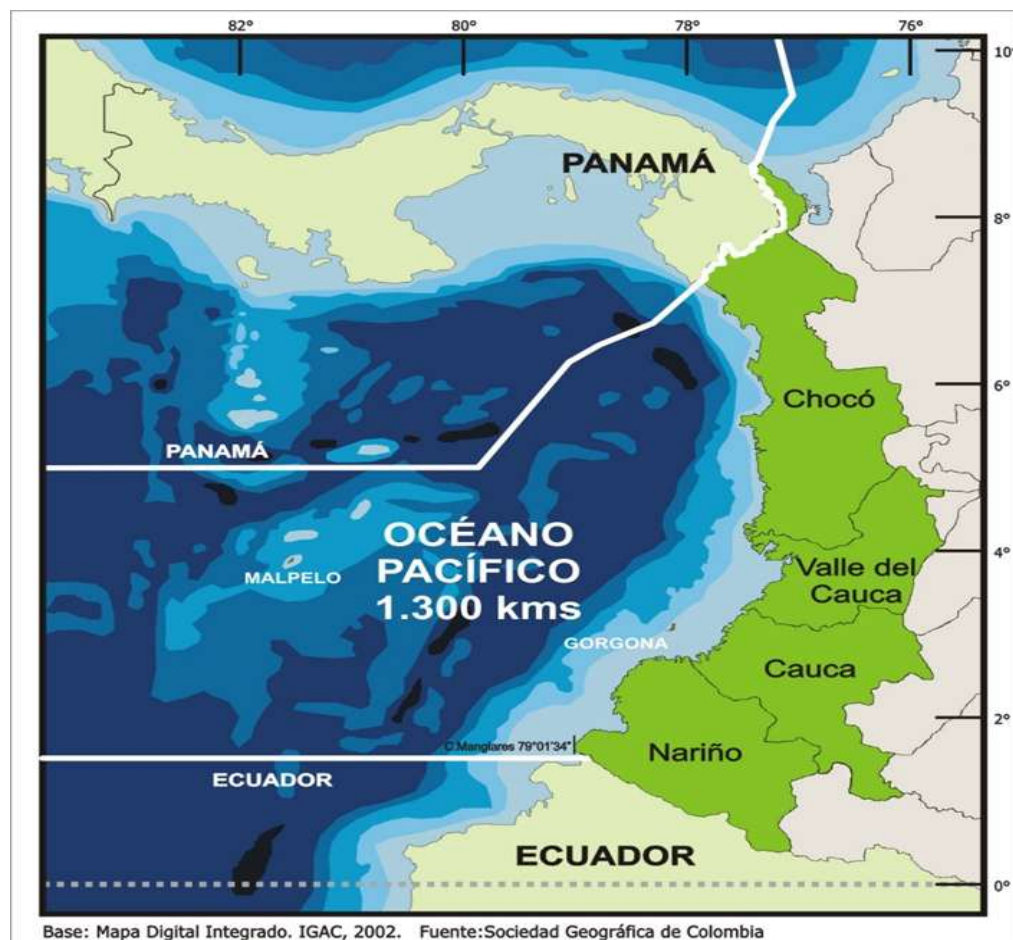 82°
80°
78°
76°
10°
PANAMÁ
8°
Chocó
6°
PANAMÁ
OCÉANO
PACÍFICO
1.300 kms
MALPELO
4°
Valle del
Cauca
GORGONA
Cauca
2°
C.Manglares 79°01'34"
Nariño
ECUADOR
ECUADOR
0°
Base: Mapa Digital Integrado. IGAC, 2002. Fuente:Sociedad Geográfica de Colombia